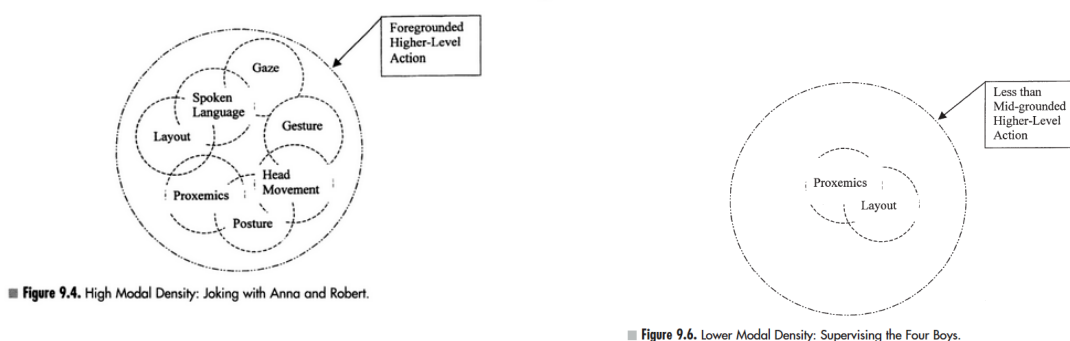 Foregrounded
Higher-Level
Action
Gaze
Spoken
Language
Gesture
Layout
Head
Movement
Proxemics
Posture
■ Figure 9.4. High Modal Density: Joking with Anna and Robert.
Less than
Mid-grounded
Higher-Level
Action
Proxemics
Layout
■ Figure 9.6. Lower Modal Density: Supervising the Four Boys.